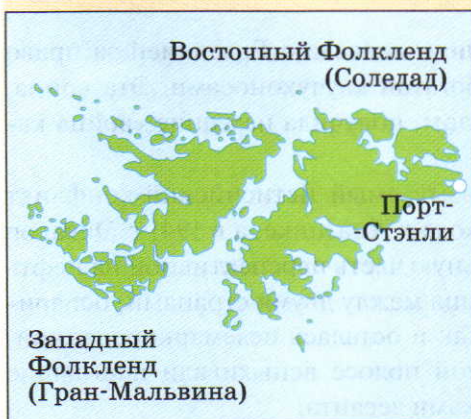 Восточный Фолкленд
(Соледад)
Порт-
-Стэнли
Западный
Фолкленд
(Гран-Мальвина)